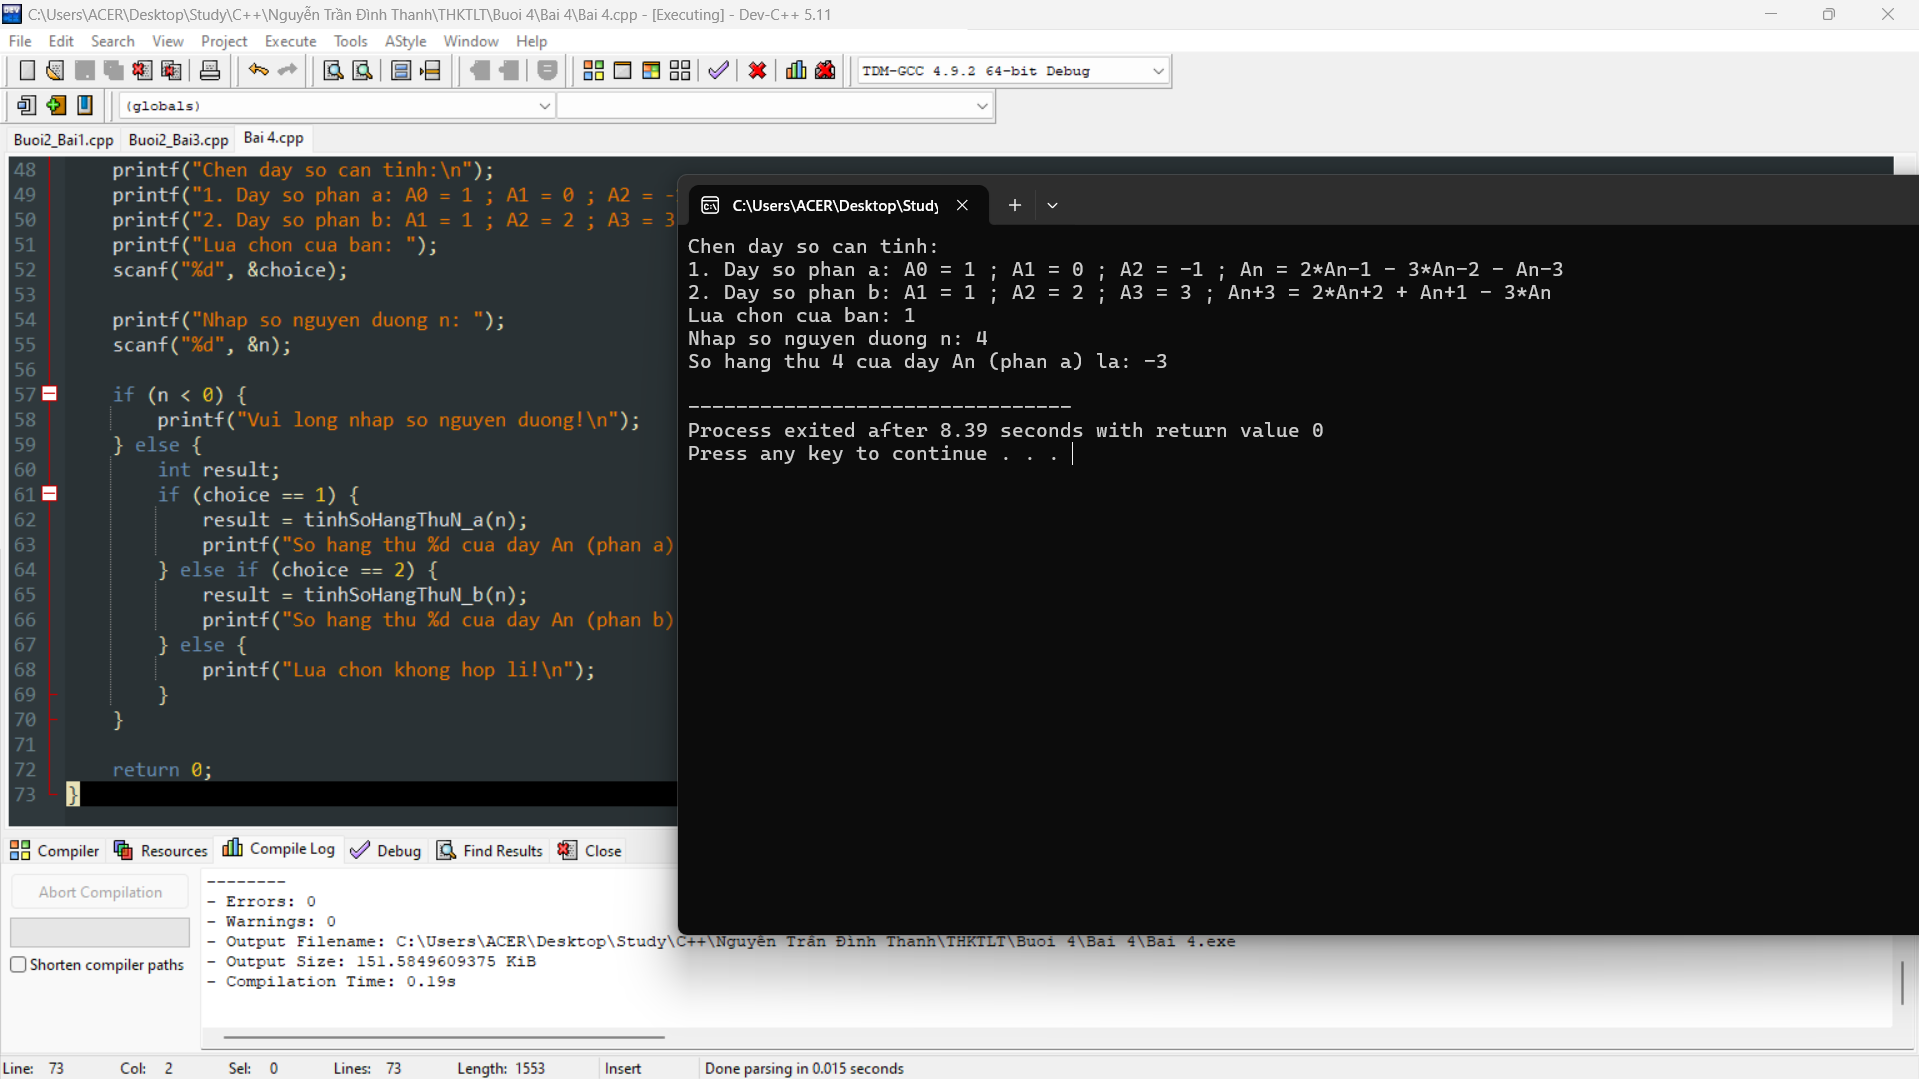 C:\Users\ACER\Desktop\Study\C++\Nguyễn Trần Đình Thanh\THKTLT\Buoi 4\Bai 4\Bai 4.cpp - [Executing] - Dev-C++ 5.11
File Edit Search View Project Execute Tools AStyle Window Help
TDM-GCC 4.9.2 64-bit Debug
(globals)
Buoi2_Bai1.cpp Buoi2_Bai3.cpp Bai 4.cpp
48 printf("Chen day so can tinh:\n");
49 printf("1. Day so phan a: A0 = 1 ; A1 = 0 ; A2 = -
50 printf("2. Day so phan b: A1 = 1 ; A2 = 2 ; A3 = 3
51 printf("Lua chon cua ban: ");
52 scanf("%d", &choice);
53
54 printf("Nhap so nguyen duong n: ");
55 scanf("%d", &n);
56
57 if (n < 0) {
58 printf("Vui long nhap so nguyen duong!\n");
59 } else {
60 int result;
61 if (choice == 1) {
62 result = tinhSoHangThuN_a(n);
63 printf("So hang thu %d cua day An (phan a)
64 } else if (choice == 2) {
65 result = tinhSoHangThuN_b(n);
66 printf("So hang thu %d cua day An (phan b)
67 } else {
68 printf("Lua chon khong hop li!\n");
69 }
70 }
71
72 return 0;
73 }
C:\Users\ACER\Desktop\Study
Chen day so can tinh:
1. Day so phan a: A0 = 1 ; A1 = 0 ; A2 = -1 ; An = 2*An-1 - 3*An-2 - An-3
2. Day so phan b: A1 = 1 ; A2 = 2 ; A3 = 3 ; An+3 = 2*An+2 + An+1 - 3*An
Lua chon cua ban: 1
Nhap so nguyen duong n: 4
So hang thu 4 cua day An (phan a) la: -3
--------------------------------
Process exited after 8.39 seconds with return value 0
Press any key to continue . . .
Compiler Resources Compile Log Debug Find Results Close
Abort Compilation
Shorten compiler paths
--------
- Errors: 0
- Warnings: 0
- Output Filename: C:\Users\ACER\Desktop\Study\C++\Nguyễn Trần Đình Thanh\THKTLT\Buoi 4\Bai 4\Bai 4.exe
- Output Size: 151.5849609375 KiB
- Compilation Time: 0.19s
Line: 73 Col: 2 Sel: 0 Lines: 73 Length: 1553 Insert Done parsing in 0.015 seconds